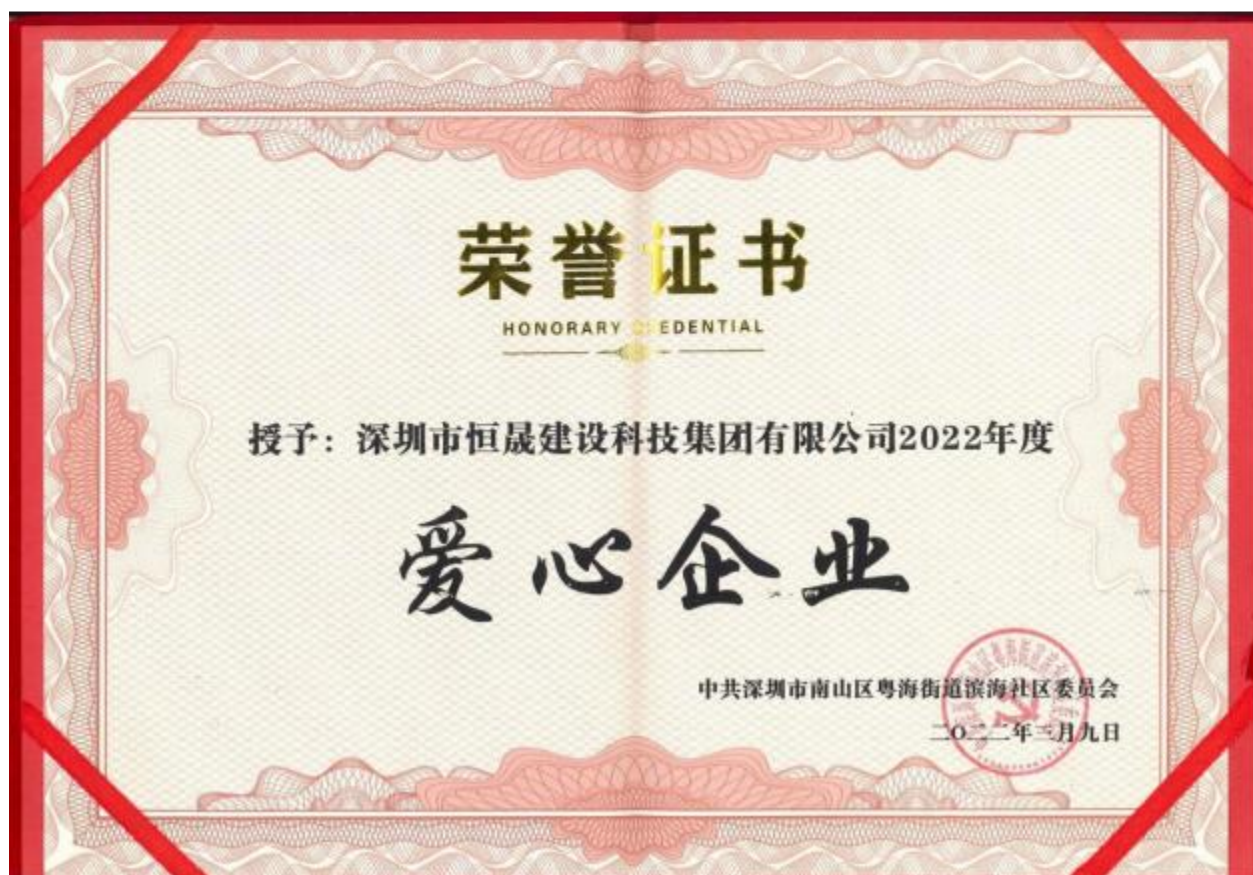 荣誉证书
HONORARY CREDENTIAL
授予：深圳市恒晟建设科技集团有限公司2022年度
爱心企业
中共深圳市南山区粤海街道滨海社区委员会
二〇二二年三月九日